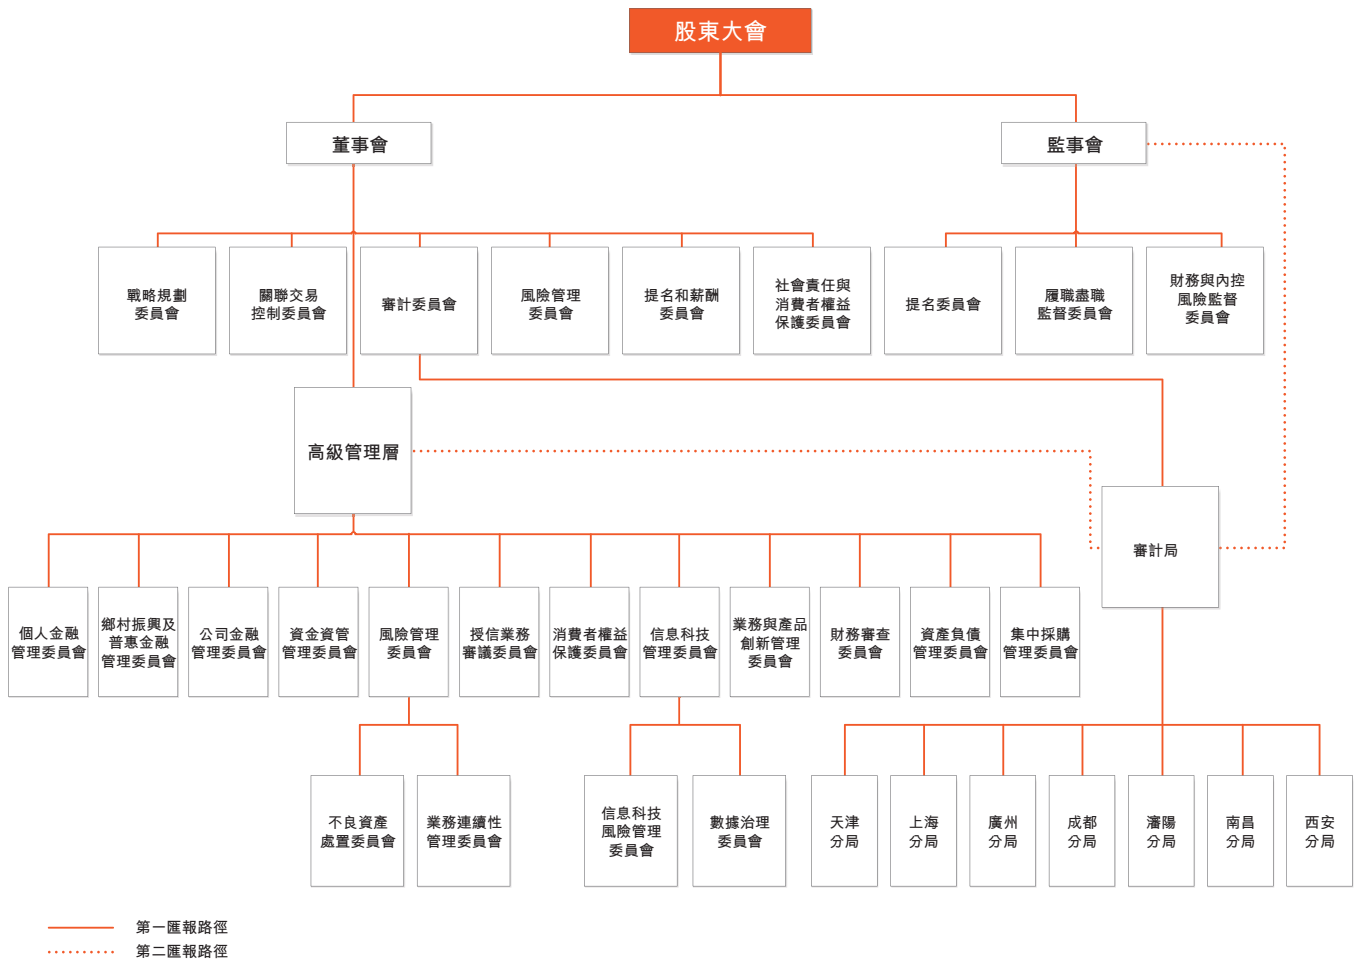 股東大會
董事會
監事會
戰略規劃
委員會
關聯交易
控制委員會
審計委員會
風險管理
委員會
提名和薪酬
委員會
社會責任與
消費者權益
保護委員會
提名委員會
履職盡職
監督委員會
財務與內控
風險監督
委員會
高級管理層
審計局
個人金融
管理委員會
鄉村振興及
普惠金融
管理委員會
公司金融
管理委員會
資金資管
管理委員會
風險管理
委員會
授信業務
審議委員會
消費者權益
保護委員會
信息科技
管理委員會
業務與產品
創新管理
委員會
財務審查
委員會
資產負債
管理委員會
集中採購
管理委員會
不良資產
處置委員會
業務連續性
管理委員會
信息科技
風險管理
委員會
數據治理
委員會
天津
分局
上海
分局
廣州
分局
成都
分局
瀋陽
分局
南昌
分局
西安
分局
第一匯報路徑
第二匯報路徑